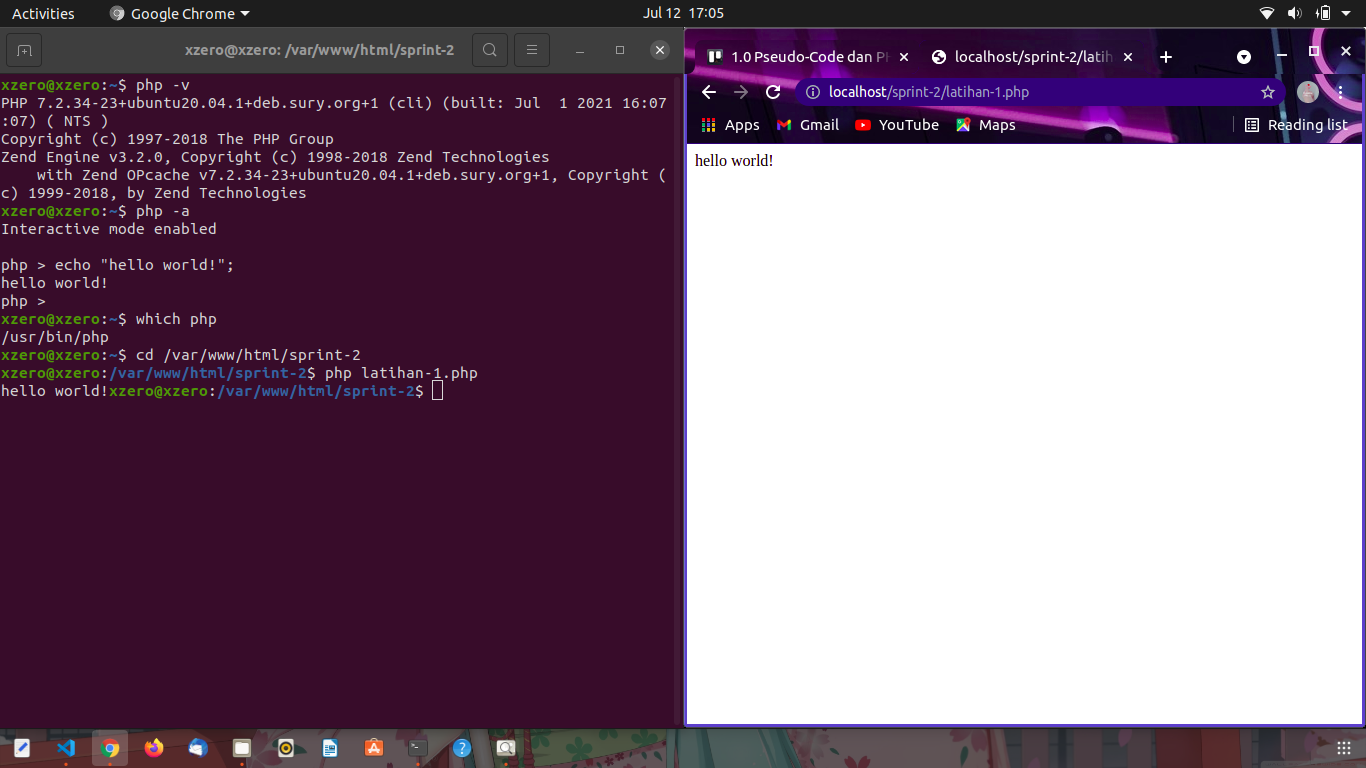 Activities
Google Chrome
Jul 12 17:05
xzero@xzero: /var/www/html/sprint-2
xzero@xzero:~$ php -v
PHP 7.2.34-23+ubuntu20.04.1+deb.sury.org+1 (cli) (built: Jul  1 2021 16:07
:07) ( NTS )
Copyright (c) 1997-2018 The PHP Group
Zend Engine v3.2.0, Copyright (c) 1998-2018 Zend Technologies
    with Zend OPcache v7.2.34-23+ubuntu20.04.1+deb.sury.org+1, Copyright (
c) 1999-2018, by Zend Technologies
xzero@xzero:~$ php -a
Interactive mode enabled
php > echo "hello world!";
hello world!
php >
xzero@xzero:~$ which php
/usr/bin/php
xzero@xzero:~$ cd /var/www/html/sprint-2
xzero@xzero:/var/www/html/sprint-2$ php latihan-1.php
hello world!xzero@xzero:/var/www/html/sprint-2$
1.0 Pseudo-Code dan PH
localhost/sprint-2/latih
localhost/sprint-2/latihan-1.php
Apps
Gmail
YouTube
Maps
Reading list
hello world!